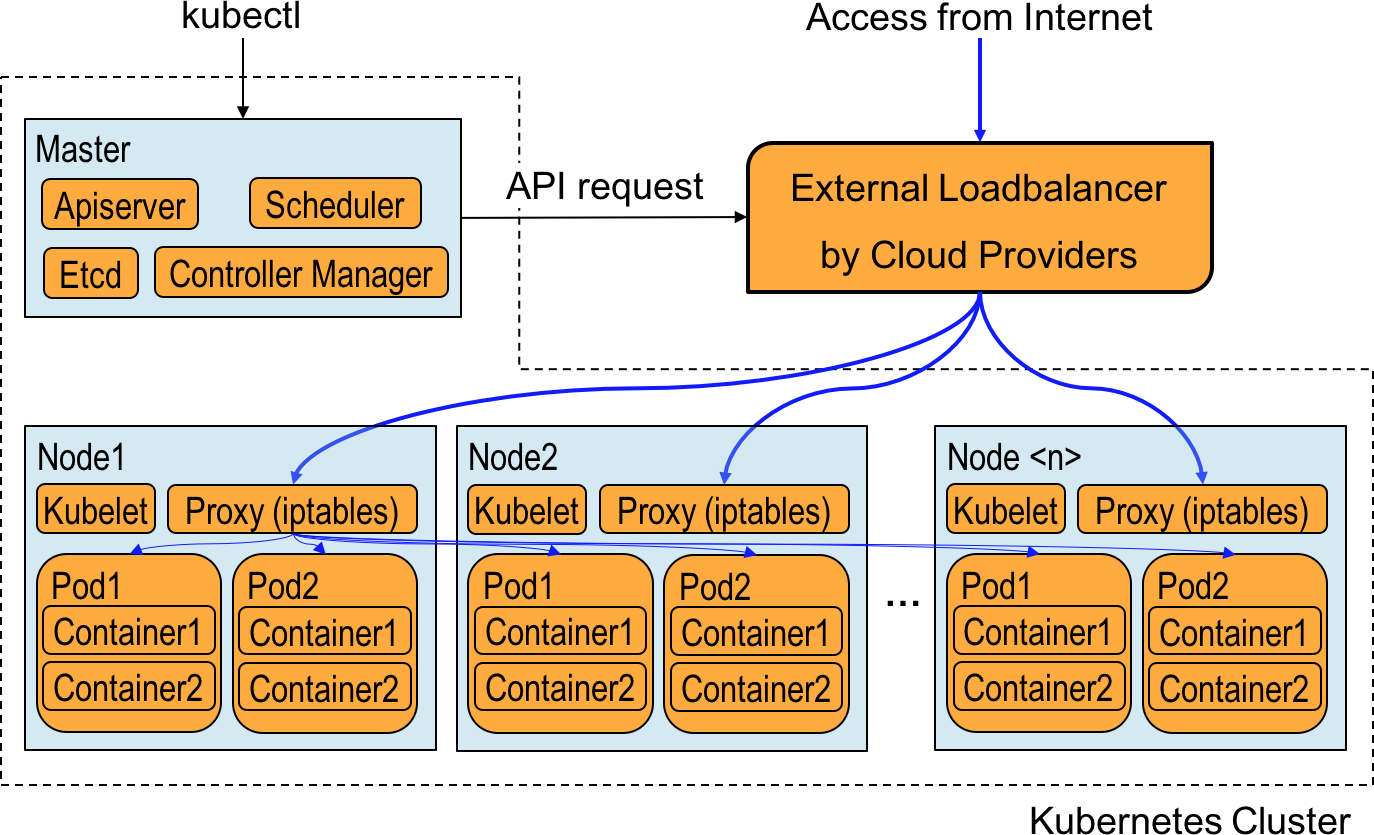 kubectl
Access from Internet
Master
Apiserver
Scheduler
Etcd
Controller Manager
API request
External Loadbalancer
by Cloud Providers
Node1
Kubelet
Proxy (iptables)
Pod1
Container1
Container2
Pod2
Container1
Container2
Node2
Kubelet
Proxy (iptables)
Pod1
Container1
Container2
Pod2
Container1
Container2
...
Node <n>
Kubelet
Proxy (iptables)
Pod1
Container1
Container2
Pod2
Container1
Container2
Kubernetes Cluster